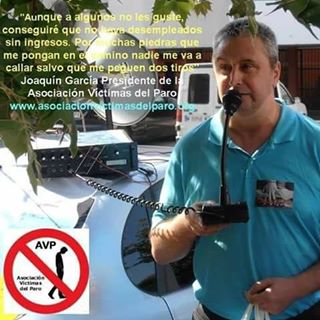 "Aunque a algunos no les guste,
conseguiré que no haya desempleados
sin ingresos. Por muchas piedras que
me pongan en el camino nadie me va a
callar salvo que me peguen dos tiros"
Joaquín García Presidente de la
Asociación Víctimas del Paro
www.asociacionvictimasdelparo.org
AVP
Asociación
Víctimas
del Paro